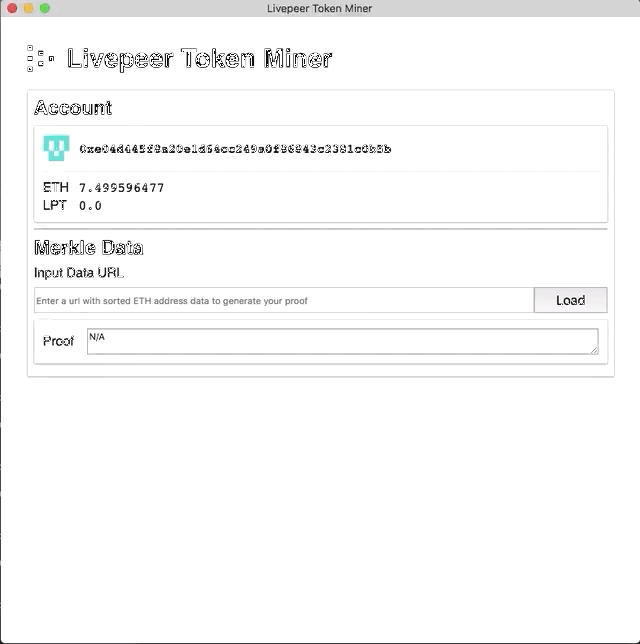 Livepeer Token Miner
Livepeer Token Miner
Account
ETH 7.499596477
LPT 0.0
Merkle Data
Input Data URL
Enter a url with sorted ETH address data to generate your proof
Load
Proof N/A